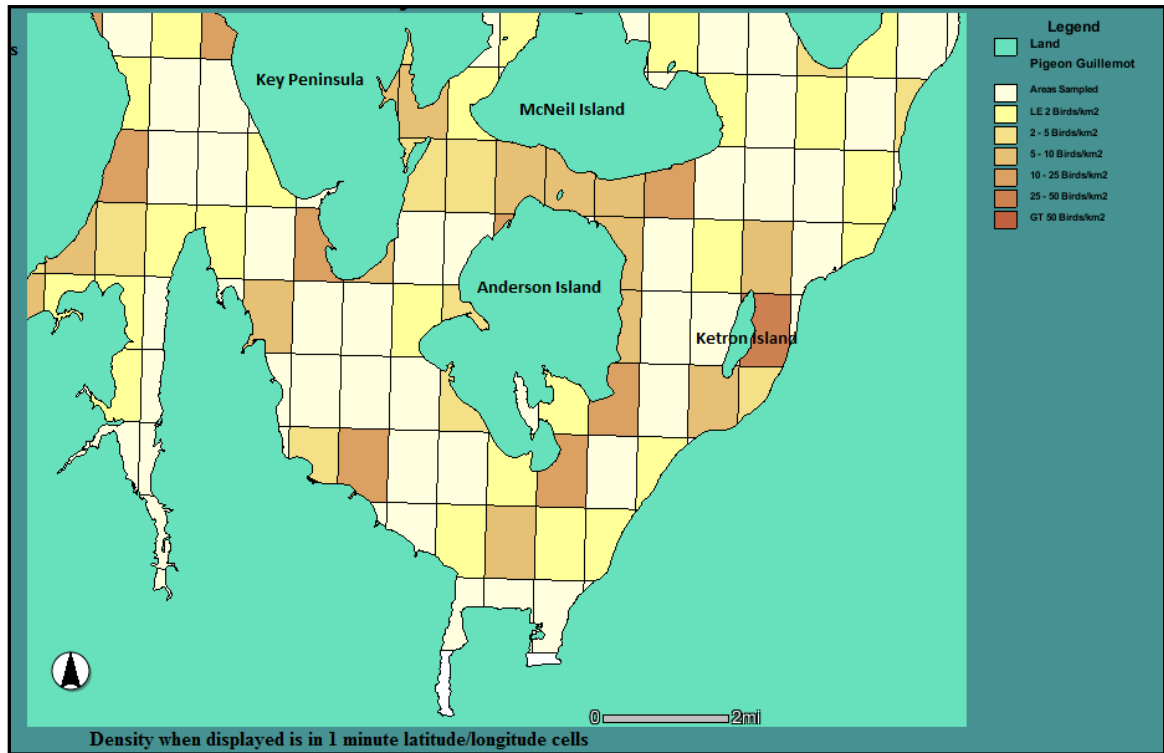 s
Key Peninsula
McNeil Island
Anderson Island
Ketron Island
0 2mi
Density when displayed is in 1 minute latitude/longitude cells
Legend
Land
Pigeon Guillemot
Areas Sampled
LE 2 Birds/km2
2 - 5 Birds/km2
5 - 10 Birds/km2
10 - 25 Birds/km2
25 - 50 Birds/km2
GT 50 Birds/km2